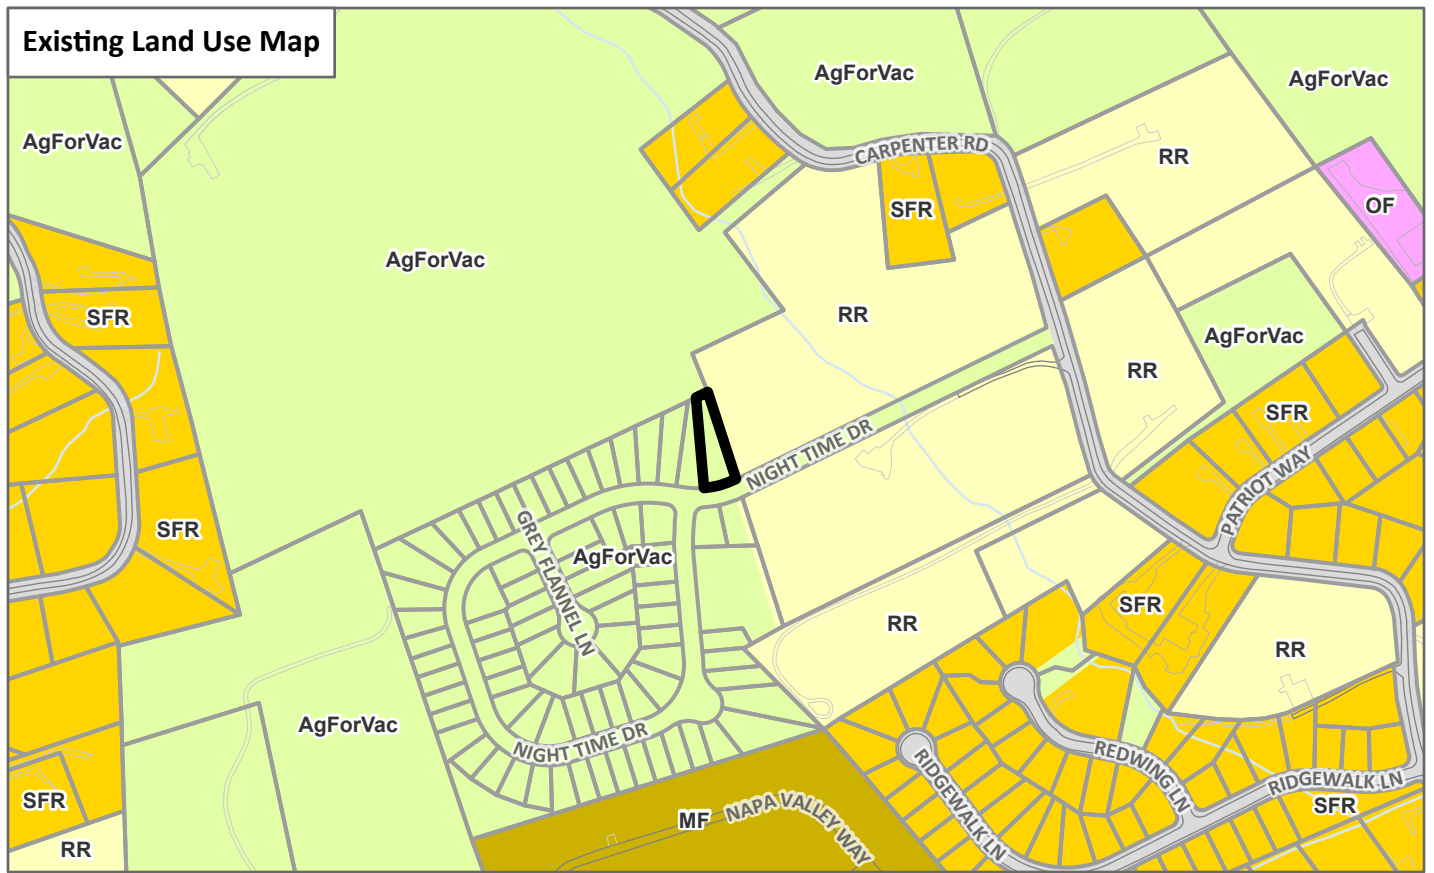 Existing Land Use Map
AgForVac
AgForVac
AgForVac
CARPENTER RD
RR
SFR
OF
AgForVac
SFR
RR
AgForVac
RR
SFR
NIGHT TIME DR
PATRIOT WAY
SFR
GREY FLANNEL LN
AgForVac
SFR
RR
RR
AgForVac
NIGHT TIME DR
REDWING LN
RIDGEWALK LN
RIDGEWALK LN
SFR
SFR
MF
NAPA VALLEY WAY
RR